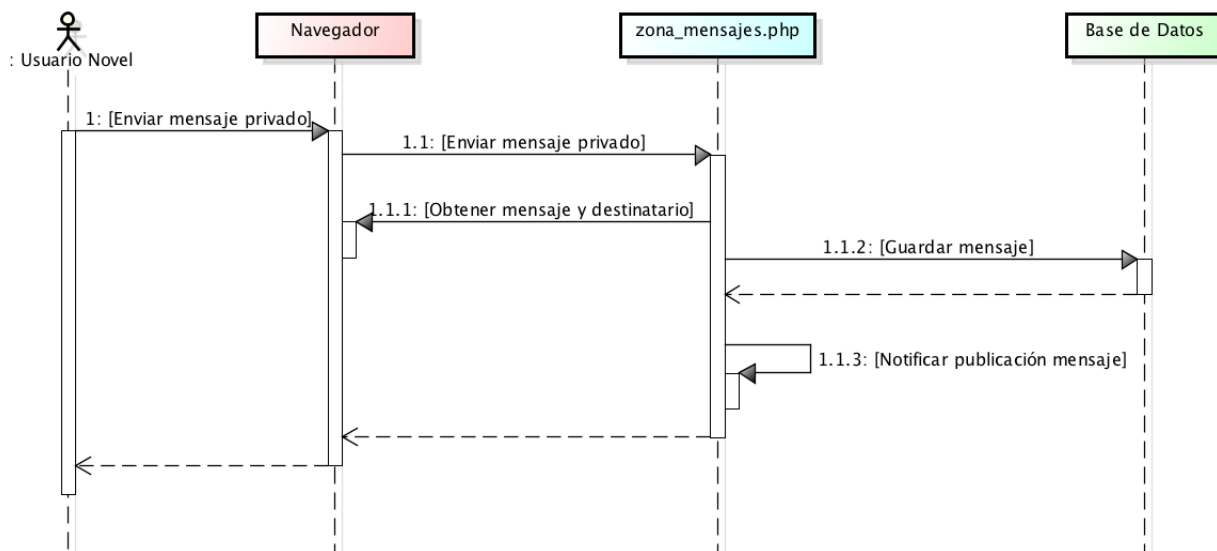 Navegador
zona_mensajes.php
Base de Datos
: Usuario Novel
1: [Enviar mensaje privado]
1.1: [Enviar mensaje privado]
1.1.1: [Obtener mensaje y destinatario]
1.1.2: [Guardar mensaje]
1.1.3: [Notificar publicación mensaje]